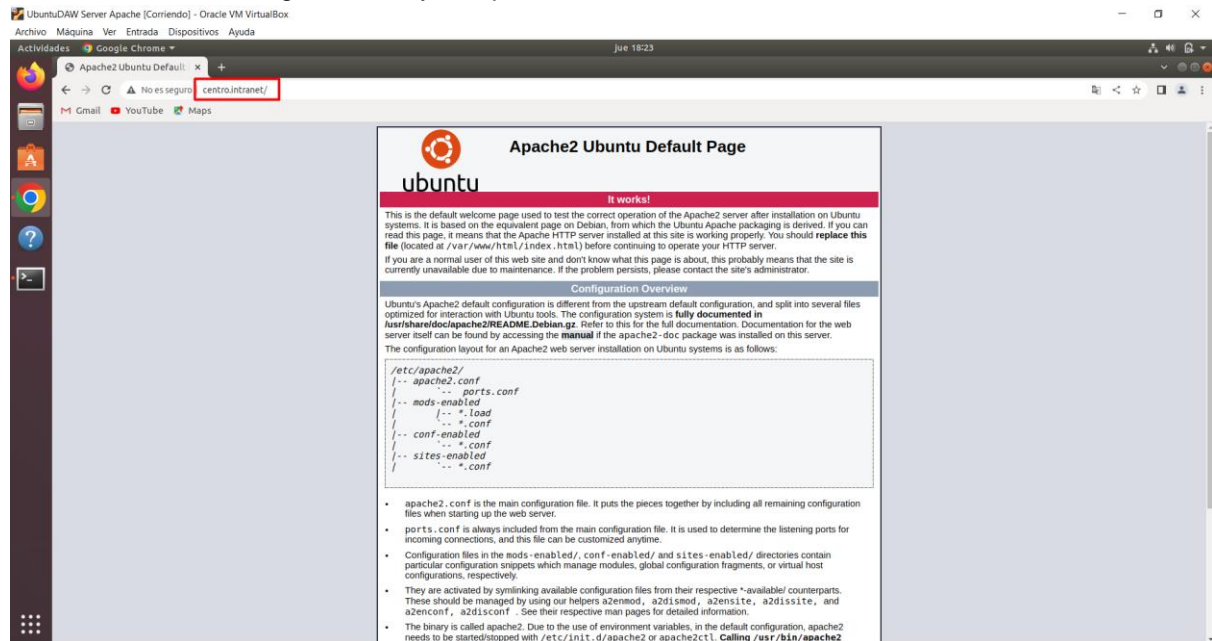 UbuntuDAW Server Apache [Corriendo] - Oracle VM VirtualBox
Archivo Máquina Ver Entrada Dispositivos Ayuda
Actividades Google Chrome jue 18:23
Apache2 Ubuntu Default
No es seguro centro.intranet/
Gmail YouTube Maps
ubuntu
Apache2 Ubuntu Default Page
It works!
This is the default welcome page used to test the correct operation of the Apache2 server after installation on Ubuntu
systems. It is based on the equivalent page on Debian, from which the Ubuntu Apache packaging is derived. If you can
read this page, it means that the Apache HTTP server installed at this site is working properly. You should replace this
file (located at /var/www/html/index.html) before continuing to operate your HTTP server.
If you are a normal user of this web site and don't know what this page is about, this probably means that the site is
currently unavailable due to maintenance. If the problem persists, please contact the site's administrator.
Configuration Overview
Ubuntu's Apache2 default configuration is different from the upstream default configuration, and split into several files
optimized for interaction with Ubuntu tools. The configuration system is fully documented in
/usr/share/doc/apache2/README.Debian.gz. Refer to this for the full documentation. Documentation for the web
server itself can be found by accessing the manual if the apache2-doc package was installed on this server.
The configuration layout for an Apache2 web server installation on Ubuntu systems is as follows:
/etc/apache2/
|-- apache2.conf
|       `--  ports.conf
|-- mods-enabled
|       |-- *.load
|       `-- *.conf
|-- conf-enabled
|       `-- *.conf
|-- sites-enabled
|       `-- *.conf
• apache2.conf is the main configuration file. It puts the pieces together by including all remaining configuration
files when starting up the web server.
• ports.conf is always included from the main configuration file. It is used to determine the listening ports for
incoming connections, and this file can be customized anytime.
• Configuration files in the mods-enabled/, conf-enabled/ and sites-enabled/ directories contain
particular configuration snippets which manage modules, global configuration fragments, or virtual host
configurations, respectively.
• They are activated by symlinking available configuration files from their respective *-available/ counterparts.
These should be managed by using our helpers a2enmod, a2dismod, a2ensite, a2dissite, and
a2enconf, a2disconf . See their respective man pages for detailed information.
• The binary is called apache2. Due to the use of environment variables, in the default configuration, apache2
needs to be started/stopped with /etc/init.d/apache2 or apache2ctl. Calling /usr/bin/apache2